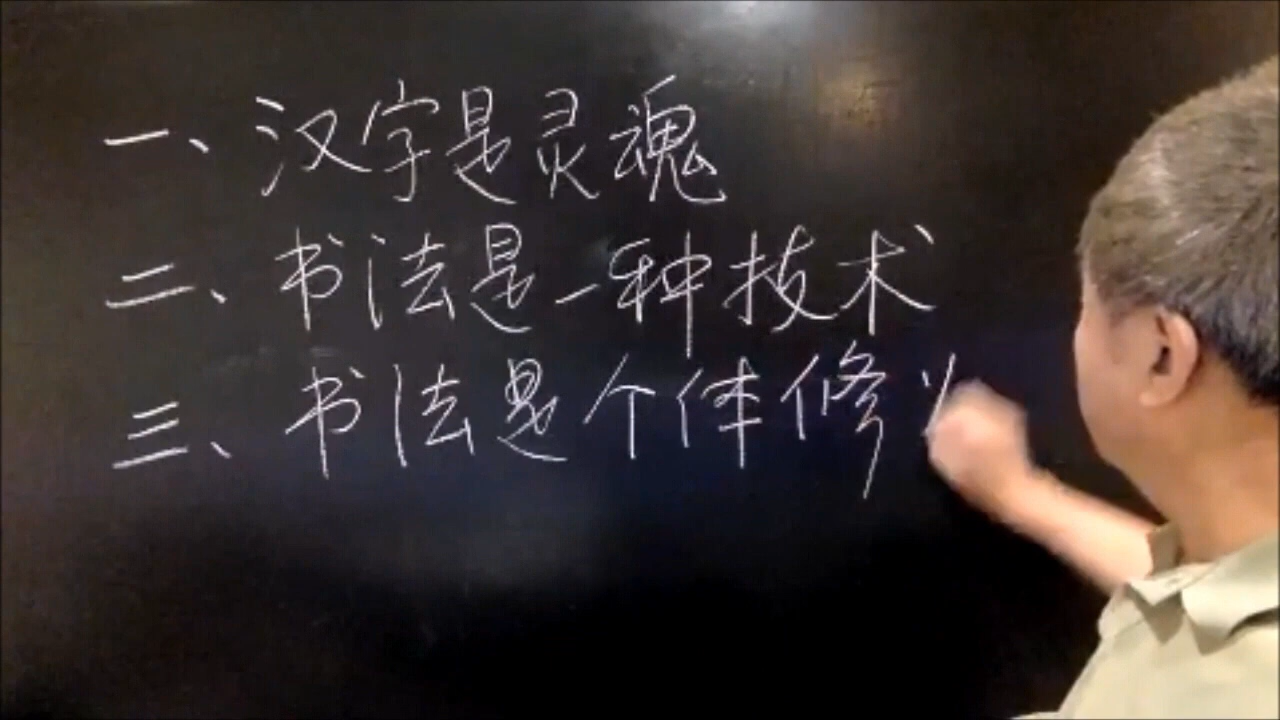 一、汉字是灵魂
二、书法是一种技术
三、书法是个体修